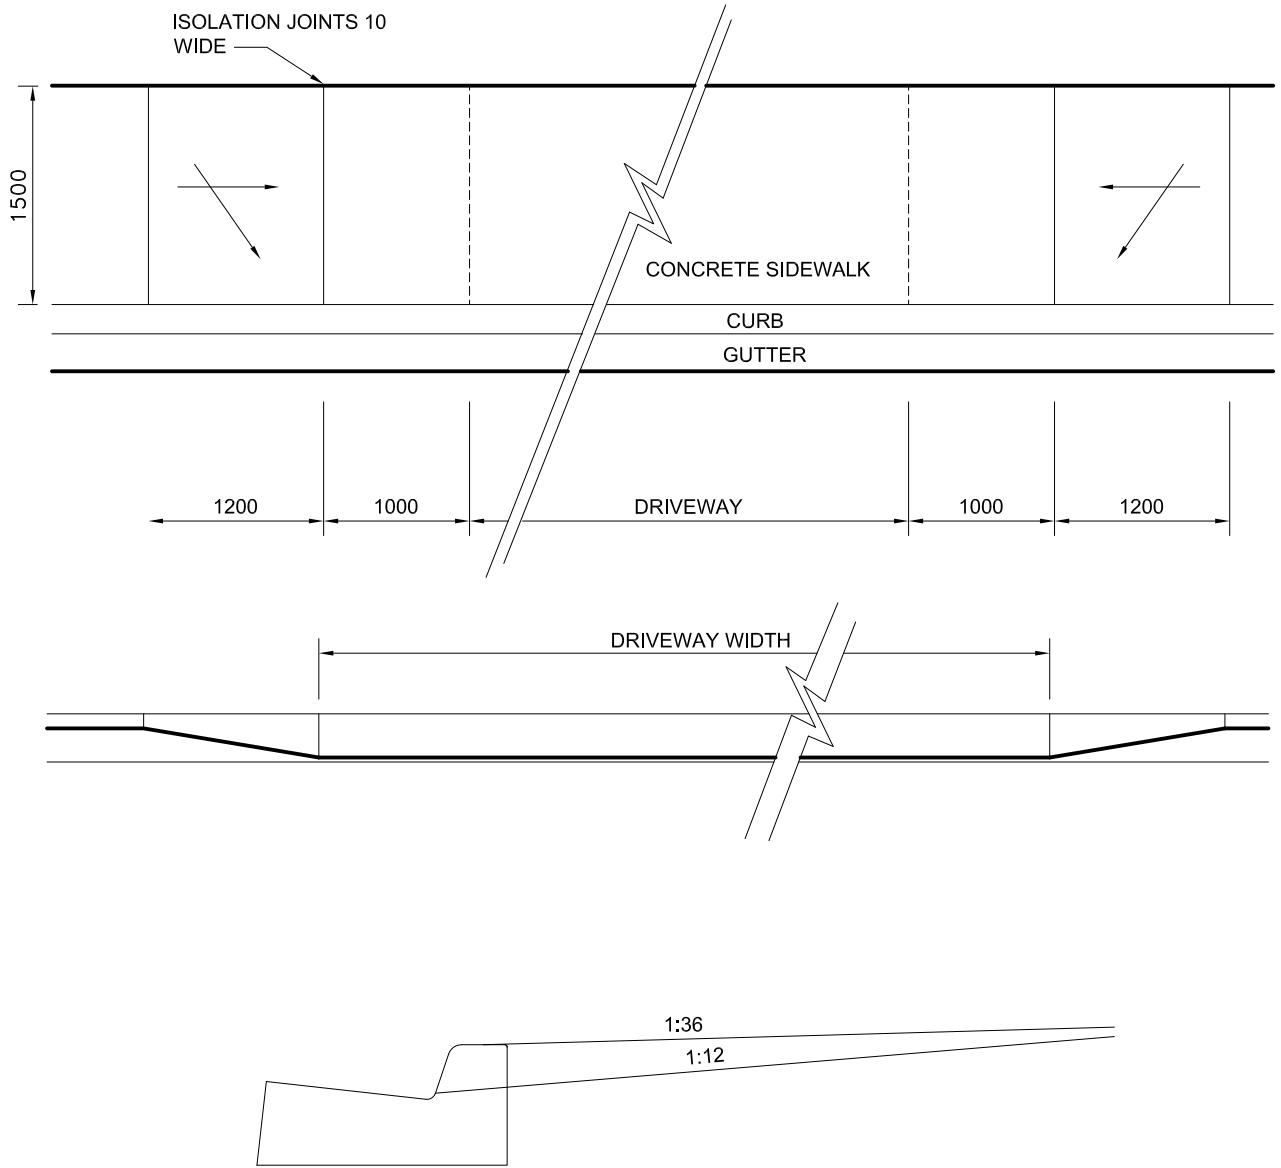 ISOLATION JOINTS 10
WIDE
1500
CONCRETE SIDEWALK
CURB
GUTTER
1200 1000 DRIVEWAY 1000 1200
DRIVEWAY WIDTH
1:36
1:12